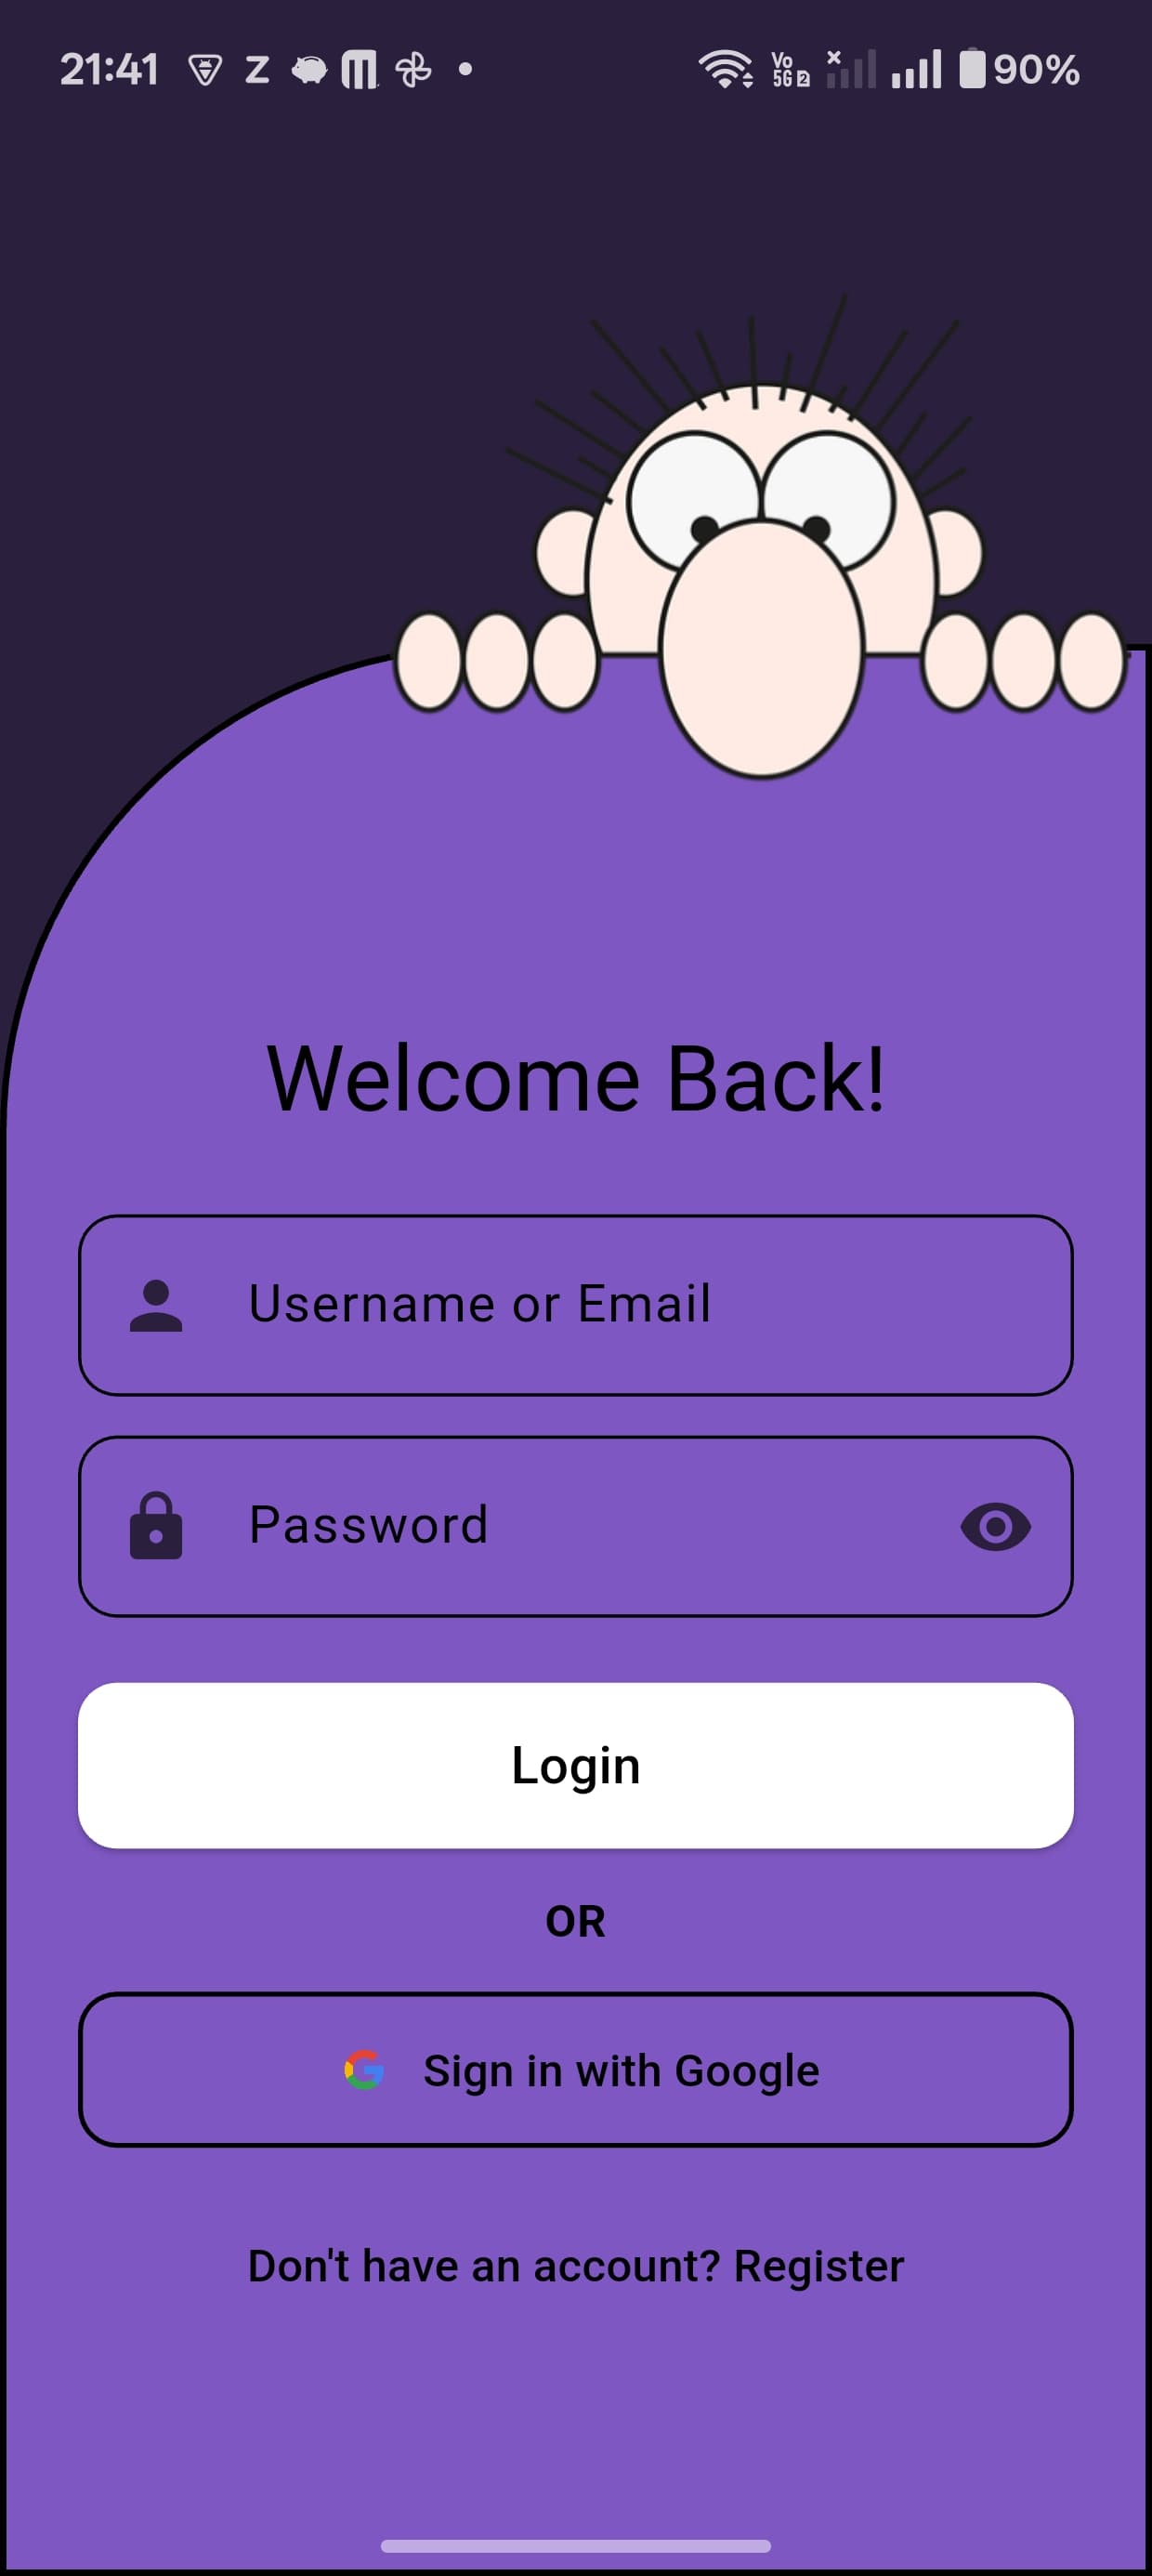 21:41 Z Vo 5G 2 90%
Welcome Back!
Username or Email
Password
Login
OR
G Sign in with Google
Don't have an account? Register